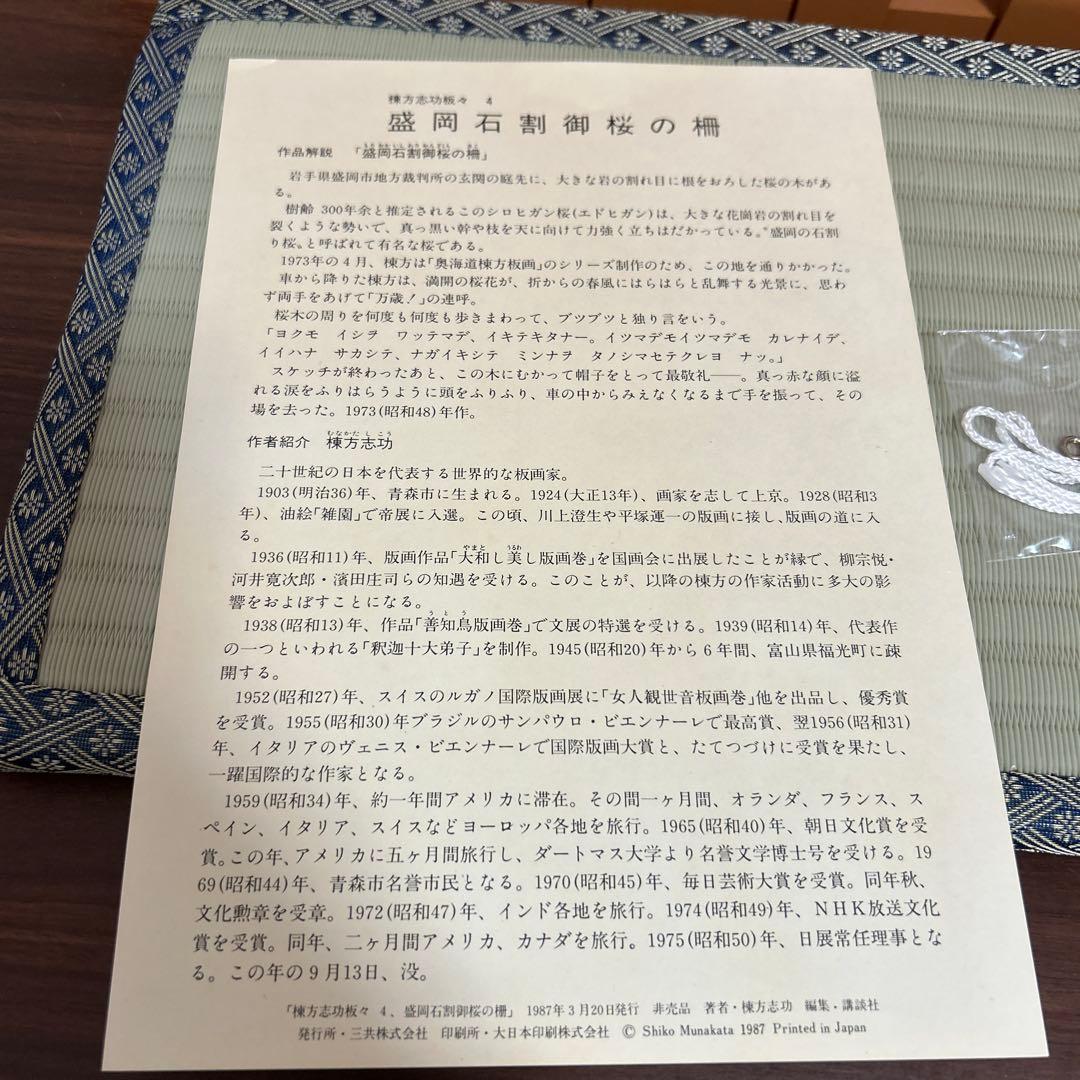 棟方志功板々 4
盛岡石割御桜の柵
作品解説 「盛岡石割御桜の柵」
岩手県盛岡市地方裁判所の玄関の庭先に、大きな岩の割れ目に根をおろした桜の木があ
る。
樹齢 300年余と推定されるこのシロヒガン桜(エドヒガン)は、大きな花崗岩の割れ目を
裂くような勢いで、真っ黒い幹や枝を天に向けて力強く立ちはだかっている。〝盛岡の石割
り桜〟と呼ばれて有名な桜である。
1973年の4月、棟方は「奥海道棟方板画」のシリーズ制作のため、この地を通りかかった。
車から降りた棟方は、満開の桜花が、折からの春風にはらはらと乱舞する光景に、思わ
ず両手をあげて「万歳!」の連呼。
桜木の周りを何度も何度も歩きまわって、ブツブツと独り言をいう。
「ヨクモ イシヲ ワッテマデ、イキテキタナー。イツマデモイツマデモ カレナイデ、
イイハナ サカシテ、ナガイキシテ ミンナヲ タノシマセテクレヨ ナッ。」
スケッチが終わったあと、この木にむかって帽子をとって最敬礼――。真っ赤な顔に溢
れる涙をふりはらうように頭をふりふり、車の中からみえなくなるまで手を振って、その
場を去った。1973(昭和48)年作。
むなかた し こう
作者紹介 棟方志功
二十世紀の日本を代表する世界的な板画家。
1903(明治36)年、青森市に生まれる。1924(大正13年)、画家を志して上京。1928(昭和3
年)、油絵「雑園」で帝展に入選。この頃、川上澄生や平塚運一の版画に接し、版画の道に入
る。
やまと うるわ
1936(昭和11)年、版画作品「大和し美し版画巻」を国画会に出展したことが縁で、柳宗悦・
河井寛次郎・濱田庄司らの知遇を受ける。このことが、以降の棟方の作家活動に多大の影
響をおよぼすことになる。
うとう
1938(昭和13)年、作品「善知鳥版画巻」で文展の特選を受ける。1939(昭和14)年、代表作
の一つといわれる「釈迦十大弟子」を制作。1945(昭和20)年から6年間、富山県福光町に疎
開する。
1952(昭和27)年、スイスのルガノ国際版画展に「女人観世音板画巻」他を出品し、優秀賞
を受賞。1955(昭和30)年ブラジルのサンパウロ・ビエンナーレで最高賞、翌1956(昭和31)
年、イタリアのヴェニス・ビエンナーレで国際版画大賞と、たてつづけに受賞を果たし、
一躍国際的な作家となる。
1959(昭和34)年、約一年間アメリカに滞在。その間一ヶ月間、オランダ、フランス、ス
ペイン、イタリア、スイスなどヨーロッパ各地を旅行。1965(昭和40)年、朝日文化賞を受
賞。この年、アメリカに五ヶ月間旅行し、ダートマス大学より名誉文学博士号を受ける。19
69(昭和44)年、青森市名誉市民となる。1970(昭和45)年、毎日芸術大賞を受賞。同年秋、
文化勲章を受章。1972(昭和47)年、インド各地を旅行。1974(昭和49)年、NHK放送文化
賞を受賞。同年、二ヶ月間アメリカ、カナダを旅行。1975(昭和50)年、日展常任理事とな
る。この年の9月13日、没。
「棟方志功板々 4、盛岡石割御桜の柵」 1987年3月20日発行 非売品 著者・棟方志功 編集・講談社
発行所・三共株式会社 印刷所・大日本印刷株式会社 © Shiko Munakata 1987 Printed in Japan